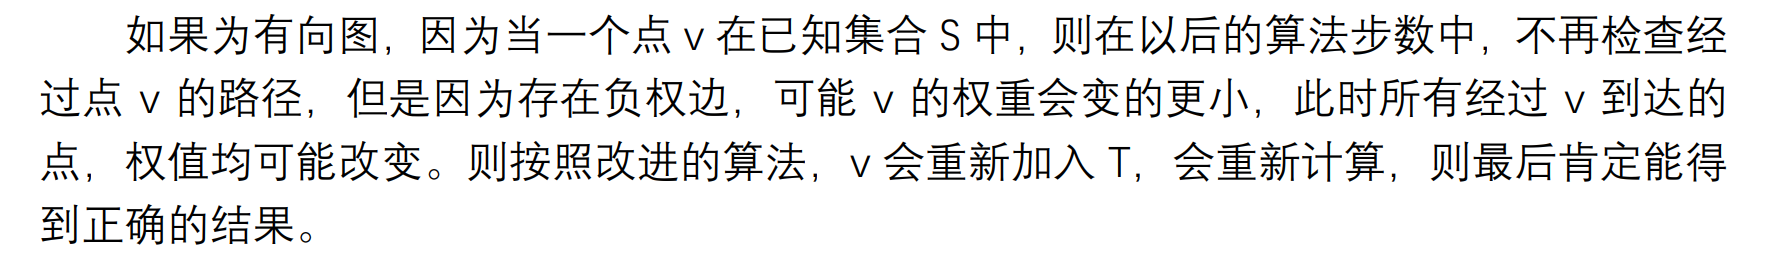 如果为有向图，因为当一个点 v 在已知集合 S 中，则在以后的算法步数中，不再检查经
过点 v 的路径，但是因为存在负权边，可能 v 的权重会变的更小，此时所有经过 v 到达的
点，权值均可能改变。则按照改进的算法，v 会重新加入 T，会重新计算，则最后肯定能得
到正确的结果。